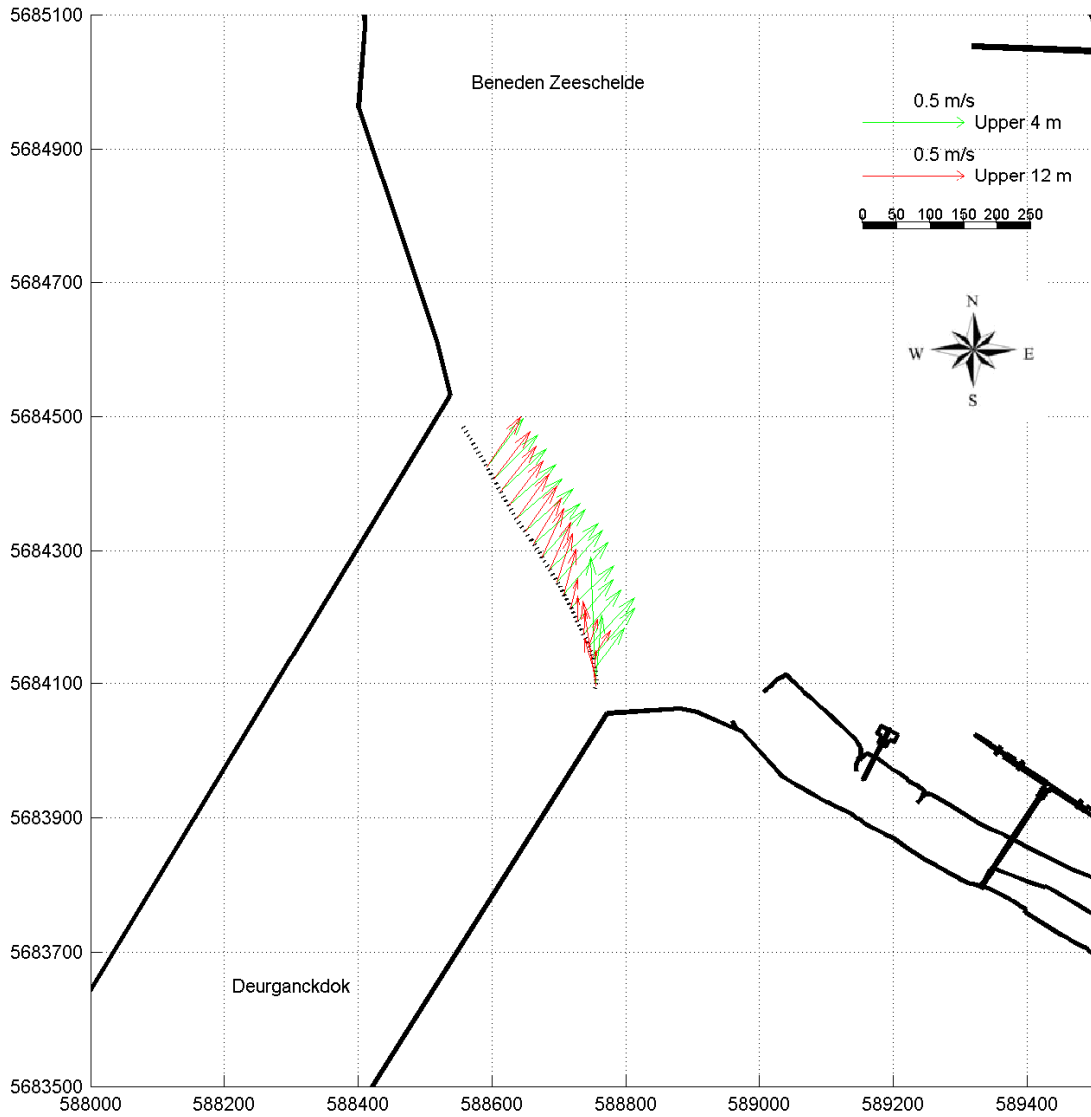 5685100
Beneden Zeeschelde
0.5 m/s
Upper 4 m
5684900
0.5 m/s
Upper 12 m
0 50 100 150 200 250
5684700
N
W E
S
5684500
5684300
5684100
5683900
5683700
Deurganckdok
5683500
588000 588200 588400 588600 588800 589000 589200 589400